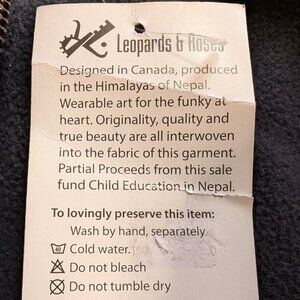 Leopards & Roses
Designed in Canada, produced
in the Himalayas of Nepal.
Wearable art for the funky at
heart. Originality, quality and
true beauty are all interwoven
into the fabric of this garment.
Partial Proceeds from this sale
fund Child Education in Nepal.
To lovingly preserve this item:
Wash by hand, separately
Cold water.
Do not bleach
Do not tumble dry